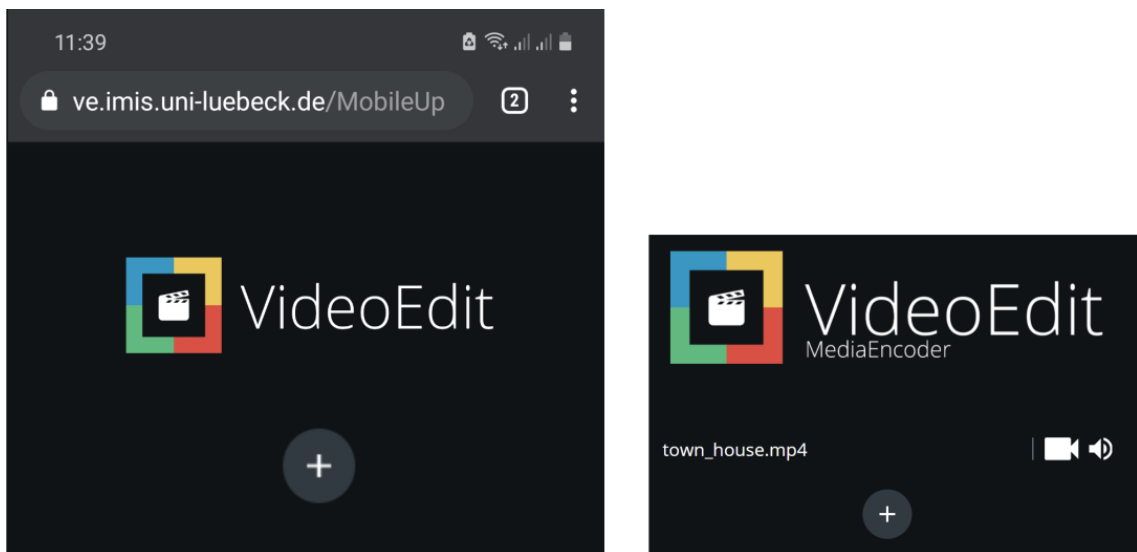 11:39
ve.imis.uni-luebeck.de/MobileUp
2
VideoEdit
+
VideoEdit
MediaEncoder
town_house.mp4
+